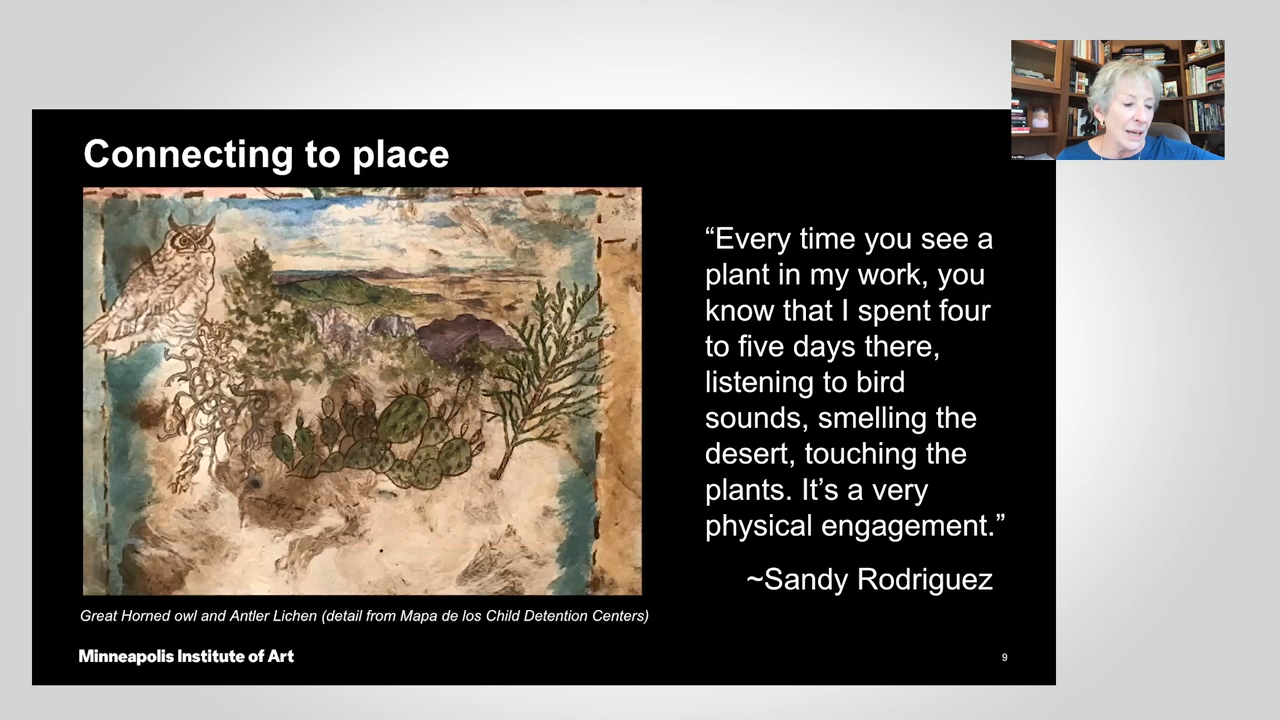 Connecting to place
“Every time you see a
plant in my work, you
know that I spent four
to five days there,
listening to bird
sounds, smelling the
desert, touching the
plants. It’s a very
physical engagement.”
~Sandy Rodriguez
Great Horned owl and Antler Lichen (detail from Mapa de los Child Detention Centers)
Minneapolis Institute of Art
9